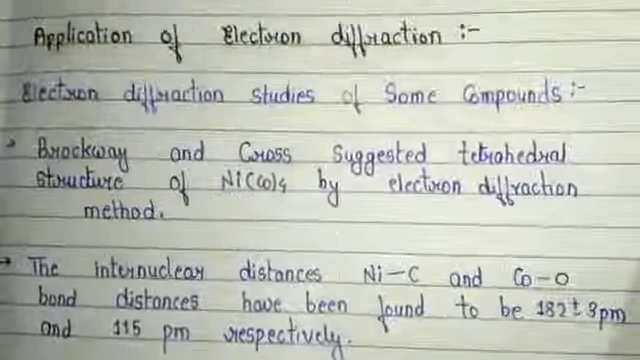 Application of Electron diffraction :-
Electron diffraction studies of Some Compounds :-
Brockway and Cross Suggested tetrahedral
structure of Ni(Co)4 by electron diffraction
method.
→ The internuclear distances Ni-C and Co-O
bond distances have been found to be 182±3pm
and 115 pm respectively.